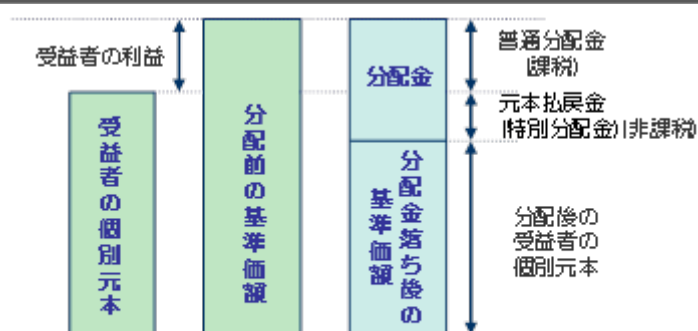 受益者の利益
受益者の個別元本
分配前の基準価額
分配金
分配金落ち後の
基準価額
普通分配金
(課税)
元本払戻金
(特別分配金)(非課税)
分配後の
受益者の
個別元本